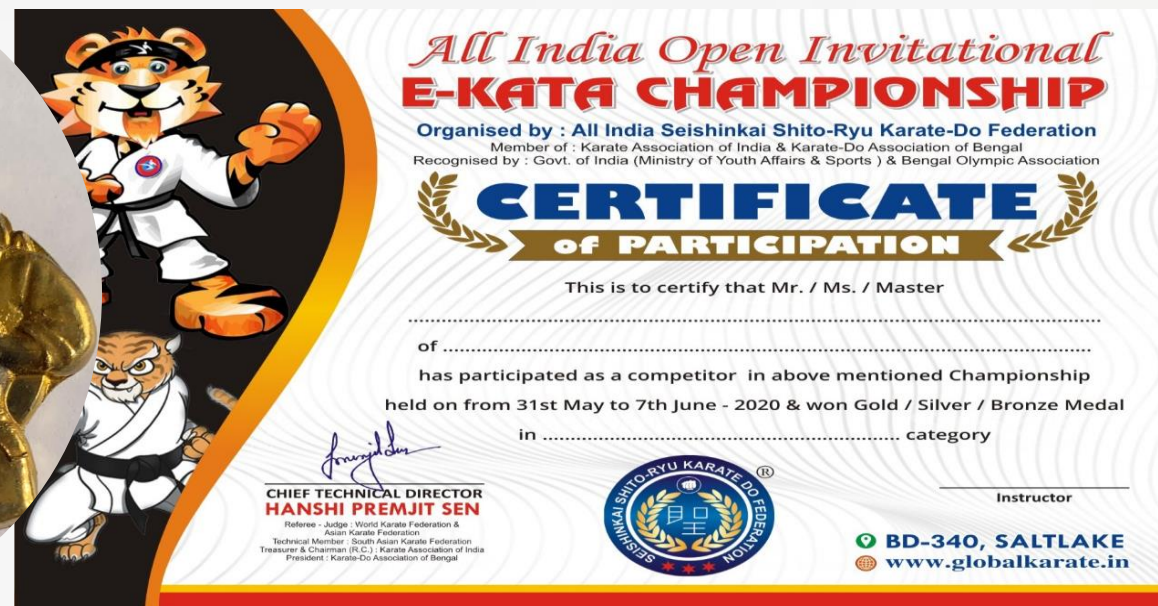 All India Open Invitational
E-KATA CHAMPIONSHIP
Organised by : All India Seishinkai Shito-Ryu Karate-Do Federation
Member of : Karate Association of India & Karate-Do Association of Bengal
Recognised by : Govt. of India (Ministry of Youth Affairs & Sports ) & Bengal Olympic Association
CERTIFICATE
of PARTICIPATION
This is to certify that Mr. / Ms. / Master
of
has participated as a competitor in above mentioned Championship
held on from 31st May to 7th June - 2020 & won Gold / Silver / Bronze Medal
in category
CHIEF TECHNICAL DIRECTOR
HANSHI PREMJIT SEN
Referee - Judge : World Karate Federation &
Asian Karate Federation
Technical Member : South Asian Karate Federation
Treasurer & Chairman (R.C.) : Karate Association of India
President : Karate-Do Association of Bengal
SEISHINKAI SHITO-RYU KARATE DO FEDERATION
®
Instructor
BD-340, SALTLAKE
www.globalkarate.in